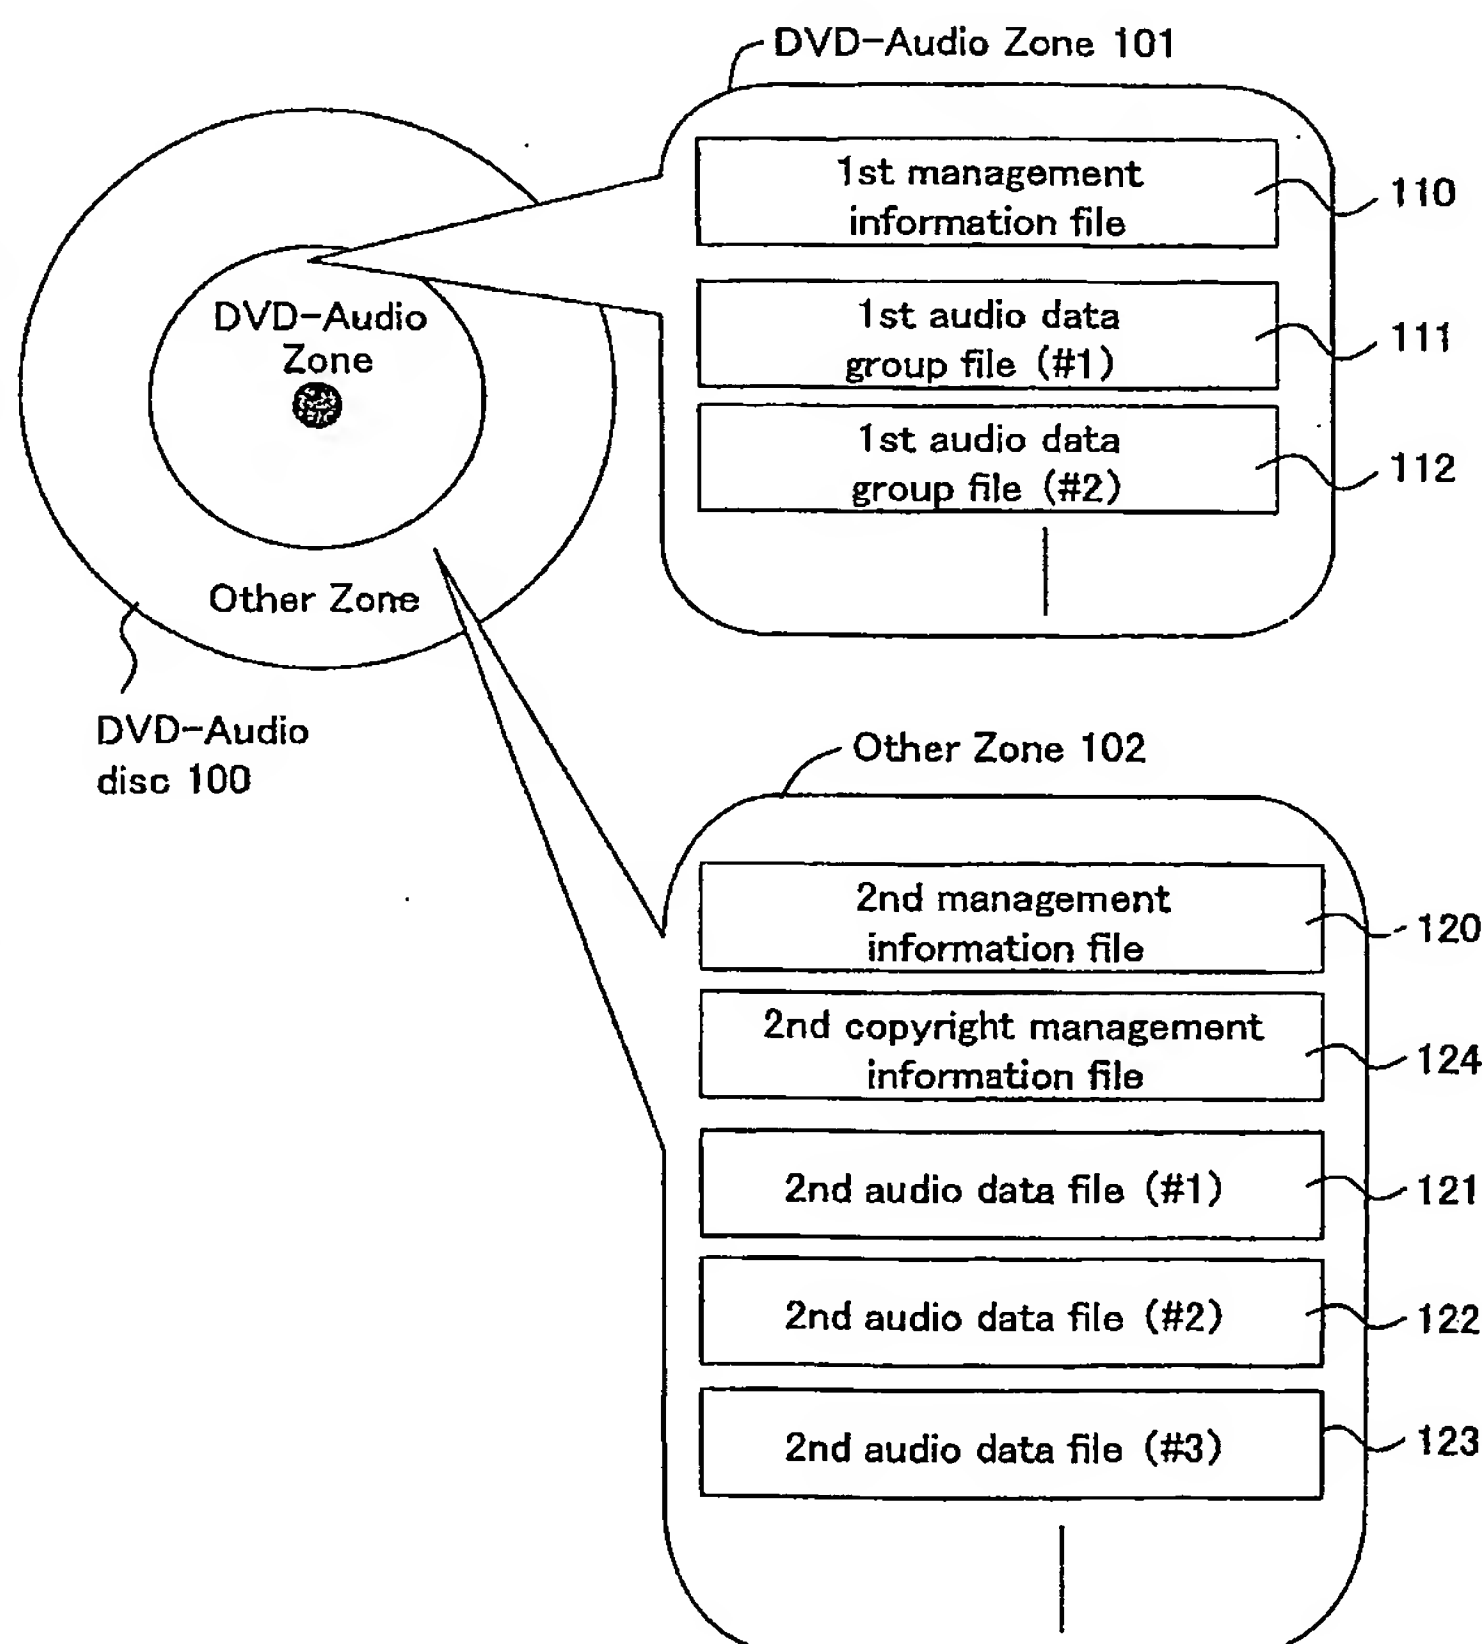 DVD-Audio Zone 101
1st management
information file
110
1st audio data
group file (#1)
111
1st audio data
group file (#2)
112
DVD-Audio
Zone
Other Zone
DVD-Audio
disc 100
Other Zone 102
2nd management
information file
120
2nd copyright management
information file
124
2nd audio data file (#1)
121
2nd audio data file (#2)
122
2nd audio data file (#3)
123